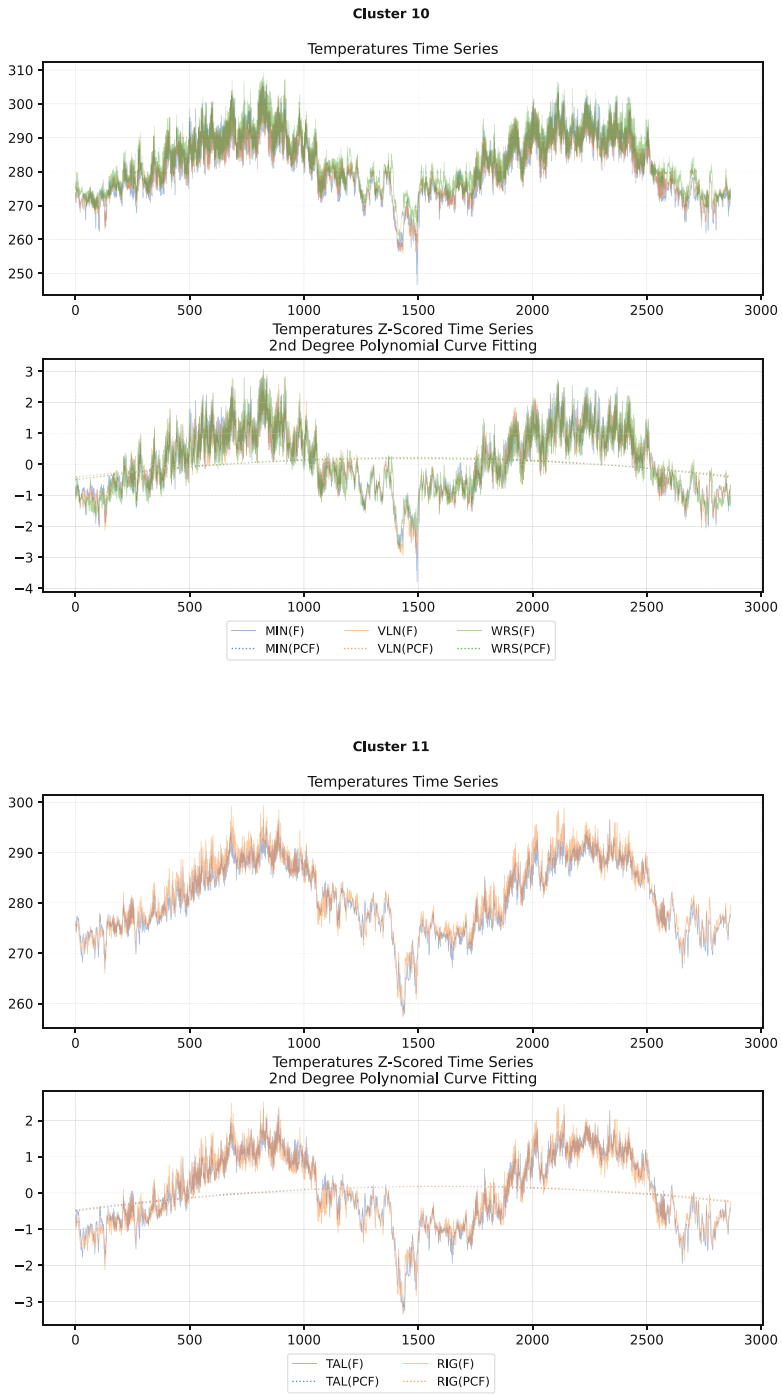 Cluster 10
Temperatures Time Series
310
300
290
280
270
260
250
0 500 1000 1500 2000 2500 3000
Temperatures Z-Scored Time Series
2nd Degree Polynomial Curve Fitting
3
2
1
0
−1
−2
−3
−4
0 500 1000 1500 2000 2500 3000
MIN(F) VLN(F) WRS(F)
MIN(PCF) VLN(PCF) WRS(PCF)
Cluster 11
Temperatures Time Series
300
290
280
270
260
0 500 1000 1500 2000 2500 3000
Temperatures Z-Scored Time Series
2nd Degree Polynomial Curve Fitting
2
1
0
−1
−2
−3
0 500 1000 1500 2000 2500 3000
TAL(F) RIG(F)
TAL(PCF) RIG(PCF)